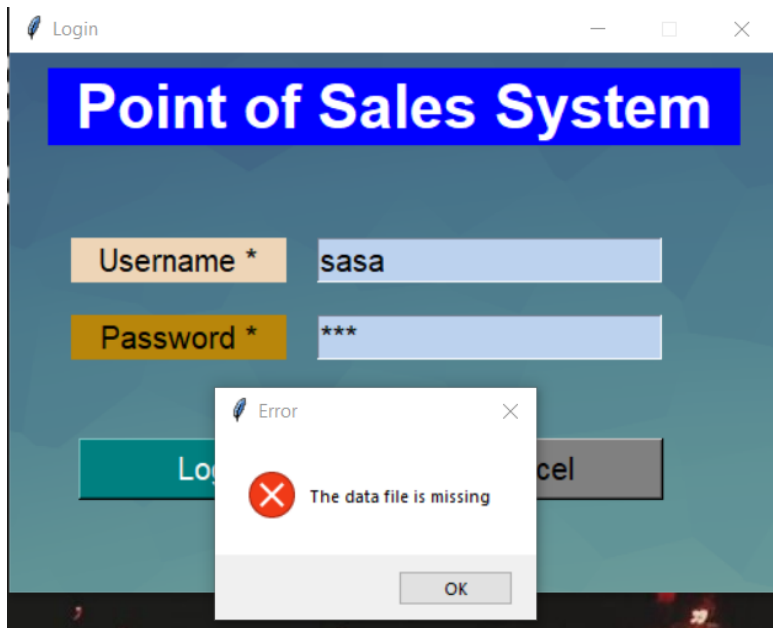 Login
Point of Sales System
Username *
sasa
Password *
***
Error
The data file is missing
OK